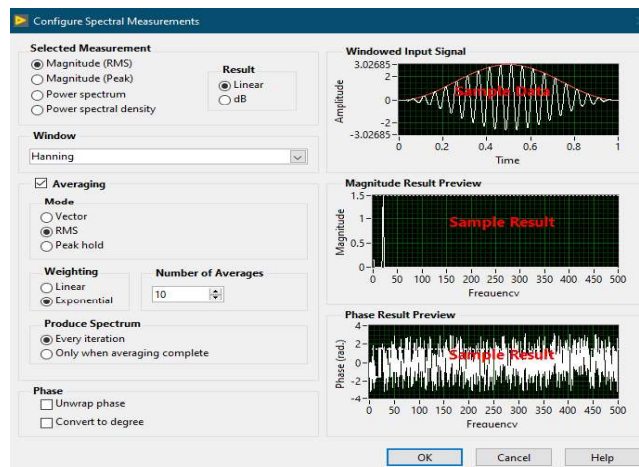 Configure Spectral Measurements
Selected Measurement
Magnitude (RMS)
Magnitude (Peak)
Power spectrum
Power spectral density
Result
Linear
dB
Window
Hanning
Averaging
Mode
Vector
RMS
Peak hold
Weighting
Linear
Exponential
Number of Averages
10
Produce Spectrum
Every iteration
Only when averaging complete
Phase
Unwrap phase
Convert to degree
Windowed Input Signal
3.02685
2
0
-2
-3.02685
Amplitude
Sample Data
0 0.2 0.4 0.6 0.8 1
Time
Magnitude Result Preview
1.5
1
0.5
0
Magnitude
Sample Result
0 50 100 150 200 250 300 350 400 450 500
Frequency
Phase Result Preview
4
2
0
-2
-4
Phase (rad.)
Sample Result
0 50 100 150 200 250 300 350 400 450 500
Frequency
OK Cancel Help